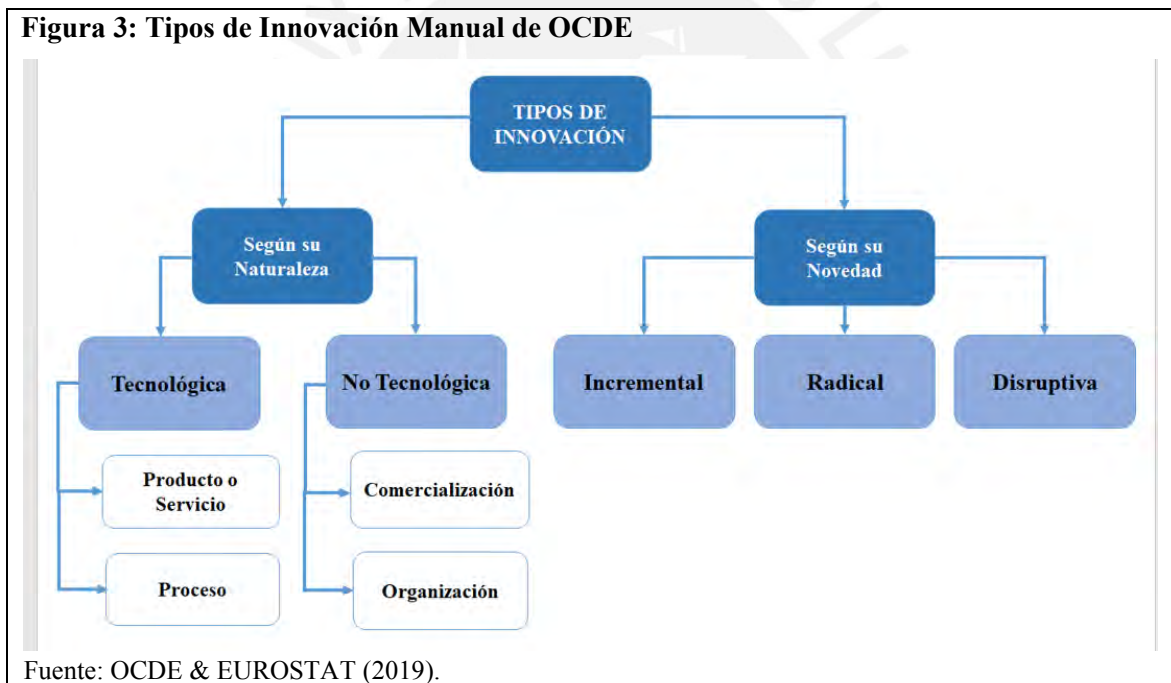 Figura 3: Tipos de Innovación Manual de OCDE
TIPOS DE
INNOVACIÓN
Según su
Naturaleza
Según su
Novedad
Tecnológica
No Tecnológica
Incremental
Radical
Disruptiva
Producto o
Servicio
Comercialización
Proceso
Organización
Fuente: OCDE & EUROSTAT (2019).